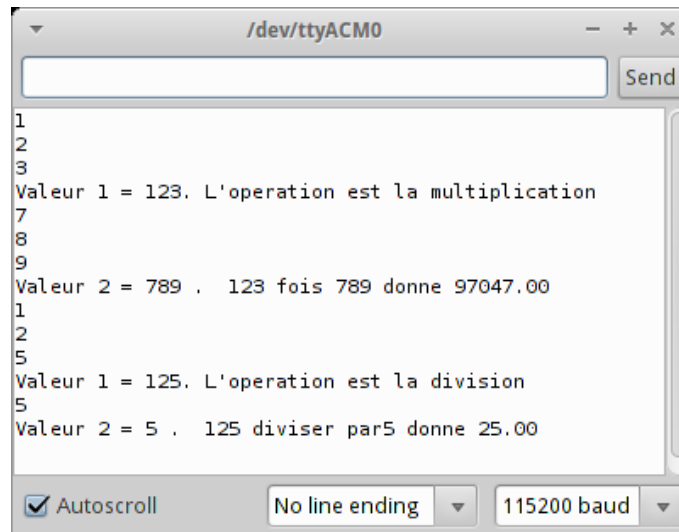 /dev/ttyACM0
Send
1
2
3
Valeur 1 = 123. L'operation est la multiplication
7
8
9
Valeur 2 = 789 .  123 fois 789 donne 97047.00
1
2
5
Valeur 1 = 125. L'operation est la division
5
Valeur 2 = 5 .  125 diviser par5 donne 25.00
Autoscroll No line ending 115200 baud